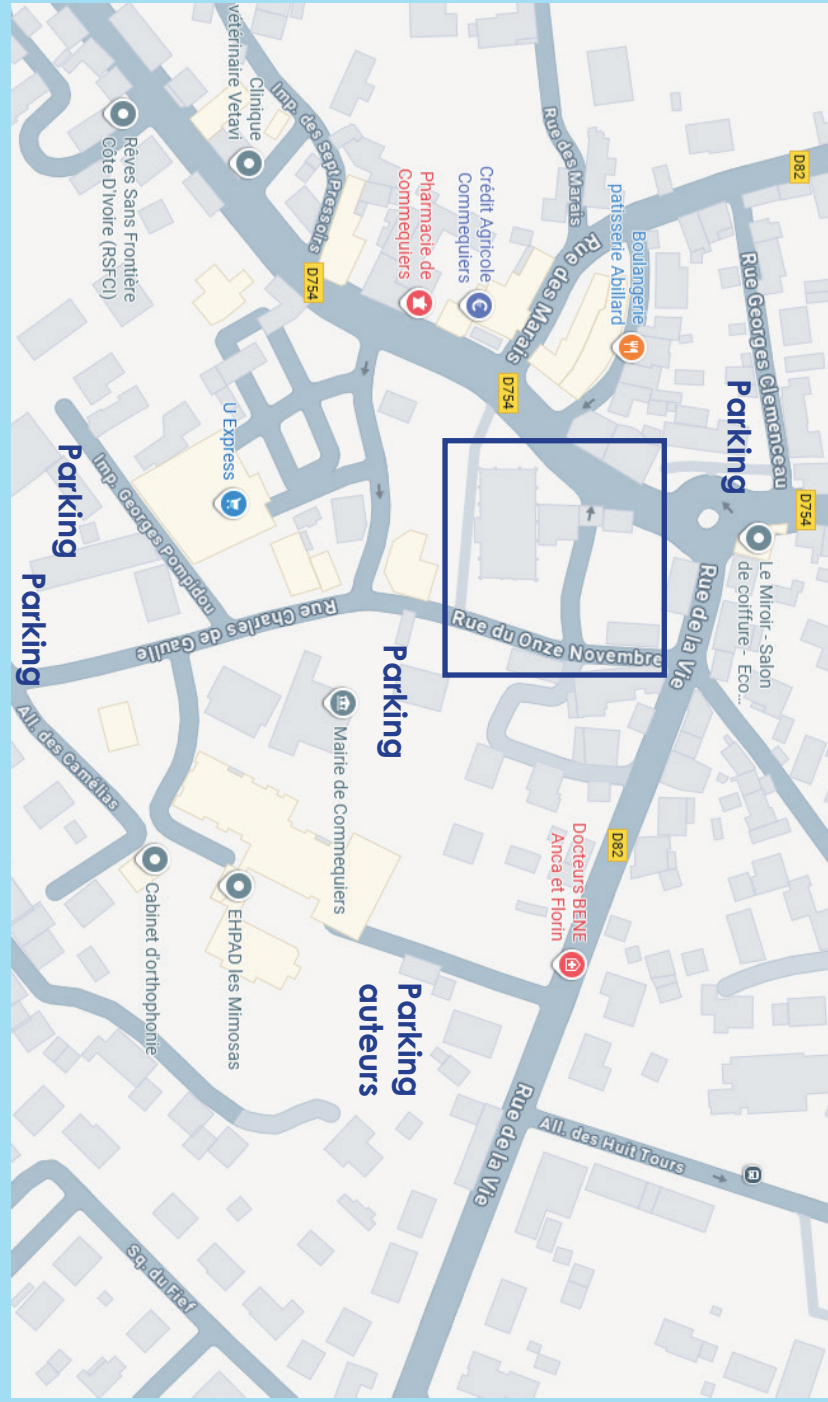 D82
Rue Georges Clemenceau
D754
Parking
Le Miroir - Salon
de coiffure - Eco...
Rue de la Vie
Rue des Marais
Boulangerie
patisserie Abillard
Rue des Marais
D754
Crédit Agricole
Commequiers
Pharmacie de
Commequiers
Imp. des Sept Pressoirs
D754
Clinique
vétérinaire Vetavi
Rêves Sans Frontière
Côte D'Ivoire (RSFCI)
U Express
Imp. Georges Pompidou
Parking
Parking
Rue Charles de Gaulle
Rue du Onze Novembre
Parking
Mairie de Commequiers
All. des Camélias
Cabinet d'orthophonie
EHPAD les Mimosas
D82
Docteurs BENE
Anca et Florin
Parking
auteurs
Rue de la Vie
All. des Huit Tours
Sq. du Fief